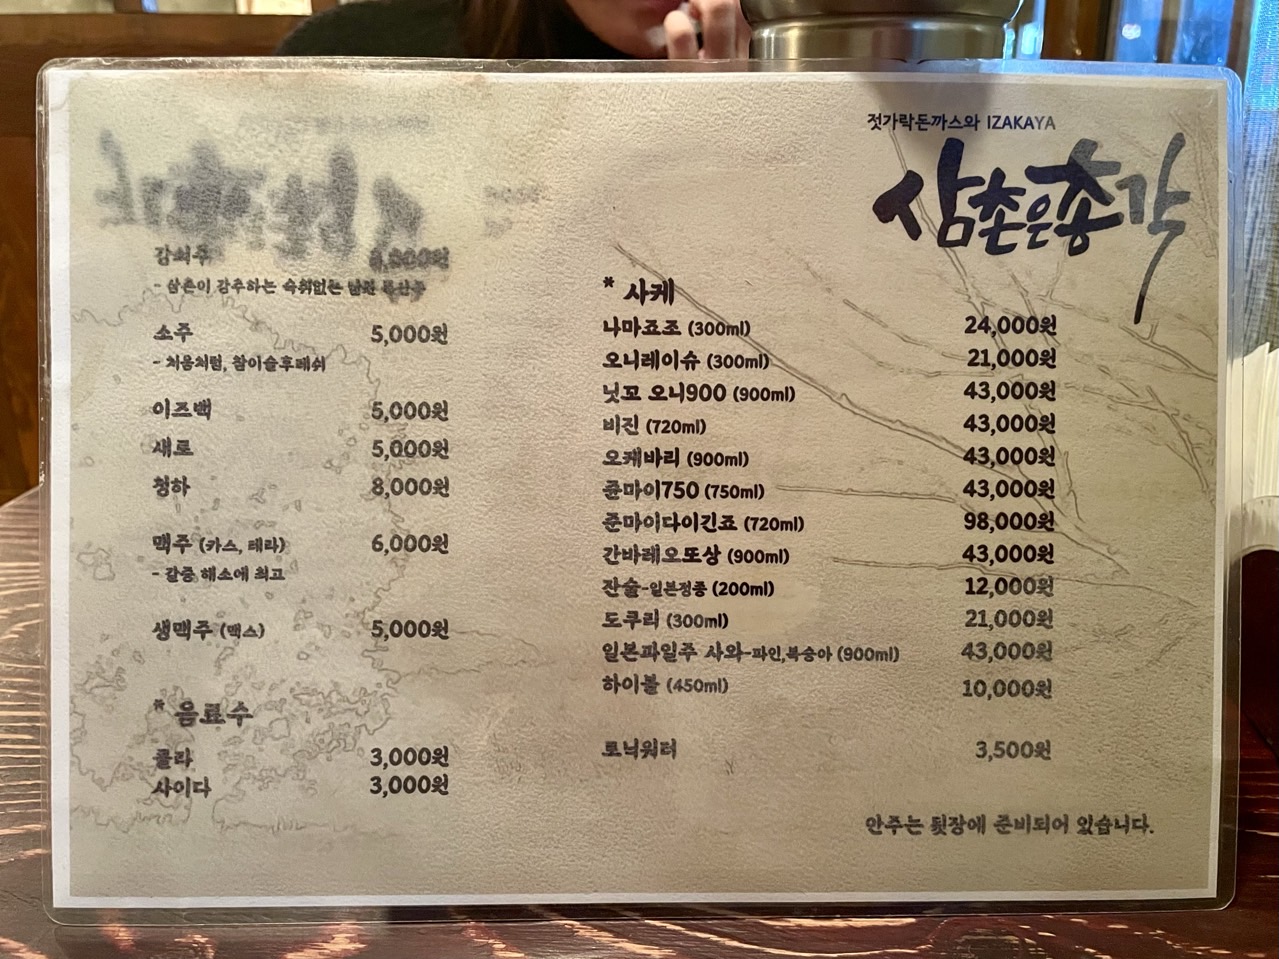 젓가락돈까스와 IZAKAYA
삼촌은총각
- 삼촌이 감추하는 숙취없는
소주 5,000원
- 처음처럼, 참이슬후레쉬
이즈백 5,000원
새로 5,000원
청하 8,000원
맥주 (카스, 테라) 6,000원
- 갈증 해소에 최고
생맥주 (맥스) 5,000원
* 음료수
콜라 3,000원
사이다 3,000원
* 사케
나마죠조 (300ml) 24,000원
오니레이슈 (300ml) 21,000원
닛꼬 오니900 (900ml) 43,000원
비진 (720ml) 43,000원
오케바리 (900ml) 43,000원
쥰마이750 (750ml) 43,000원
준마이다이긴죠 (720ml) 98,000원
간바레오또상 (900ml) 43,000원
잔술-일본정종 (200ml) 12,000원
도쿠리 (300ml) 21,000원
일본과일주 사와-파인,복숭아 (900ml) 43,000원
하이볼 (450ml) 10,000원
토닉워터 3,500원
안주는 뒷장에 준비되어 있습니다.